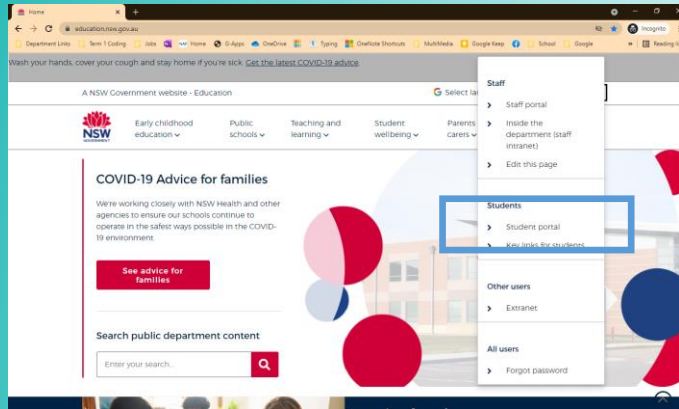 Home
education.nsw.gov.au
Incognito
Department Links
Term 1 Coding
Jobs
Home
G-Apps
OneDrive
Typing
OneNote Shortcuts
MultiMedia
Google Keep
School
Google
Reading l
Wash your hands, cover your cough and stay home if you're sick. Get the latest COVID-19 advice.
A NSW Government website - Education
Select la
NSW
GOVERNMENT
Early childhood
education
Public
schools
Teaching and
learning
Student
wellbeing
Parents
carers
COVID-19 Advice for families
We're working closely with NSW Health and other
agencies to ensure our schools continue to
operate in the safest ways possible in the COVID-
19 environment.
See advice for
families
Search public department content
Enter your search..
Staff
Staff portal
Inside the
department (staff
intranet)
Edit this page
Students
Student portal
Key links for students
Other users
Extranet
All users
Forgot password